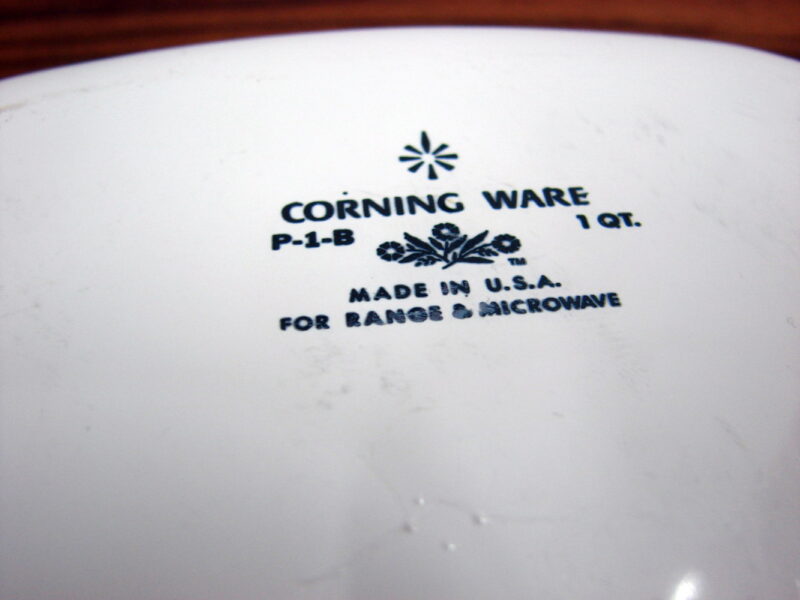 CORNING WARE
P-1-B 1 QT.
TM
MADE IN U.S.A.
FOR RANGE & MICROWAVE